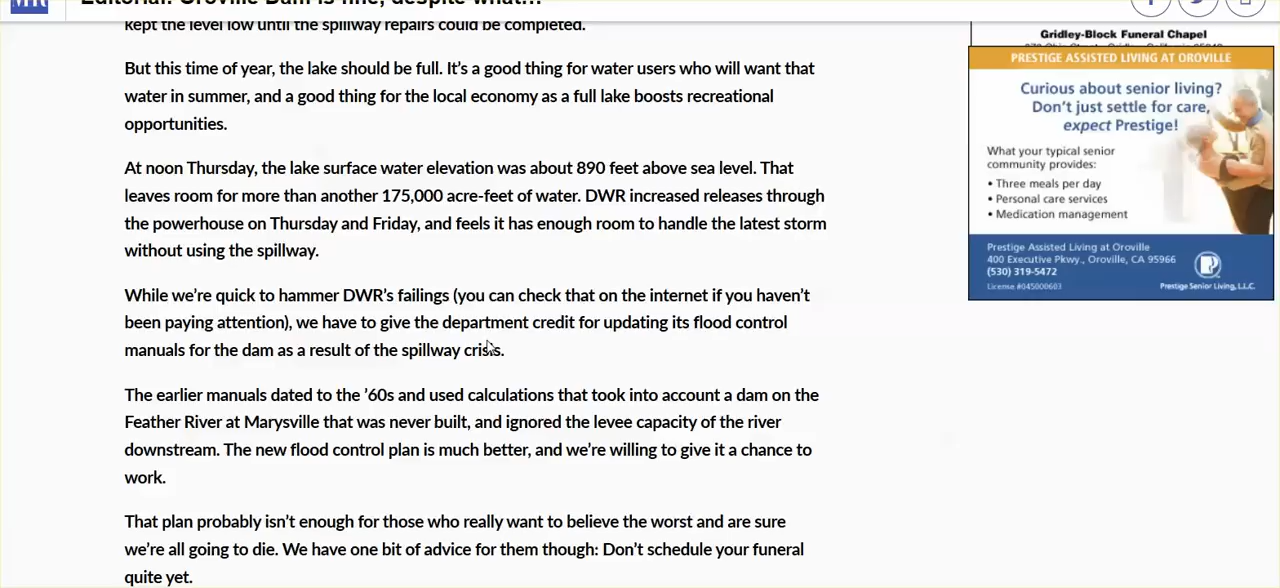 MR
Editorial: Oroville Dam is fine, despite what...
kept the level low until the spillway repairs could be completed.
But this time of year, the lake should be full. It’s a good thing for water users who will want that
water in summer, and a good thing for the local economy as a full lake boosts recreational
opportunities.
At noon Thursday, the lake surface water elevation was about 890 feet above sea level. That
leaves room for more than another 175,000 acre-feet of water. DWR increased releases through
the powerhouse on Thursday and Friday, and feels it has enough room to handle the latest storm
without using the spillway.
While we’re quick to hammer DWR’s failings (you can check that on the internet if you haven’t
been paying attention), we have to give the department credit for updating its flood control
manuals for the dam as a result of the spillway crisis.
The earlier manuals dated to the ’60s and used calculations that took into account a dam on the
Feather River at Marysville that was never built, and ignored the levee capacity of the river
downstream. The new flood control plan is much better, and we’re willing to give it a chance to
work.
That plan probably isn’t enough for those who really want to believe the worst and are sure
we’re all going to die. We have one bit of advice for them though: Don’t schedule your funeral
quite yet.
Gridley-Block Funeral Chapel
PRESTIGE ASSISTED LIVING AT OROVILLE
Curious about senior living?
Don’t just settle for care,
expect Prestige!
What your typical senior
community provides:
• Three meals per day
• Personal care services
• Medication management
Prestige Assisted Living at Oroville
400 Executive Pkwy., Oroville, CA 95966
(530) 319-5472
License #045000603
Prestige Senior Living, L.L.C.